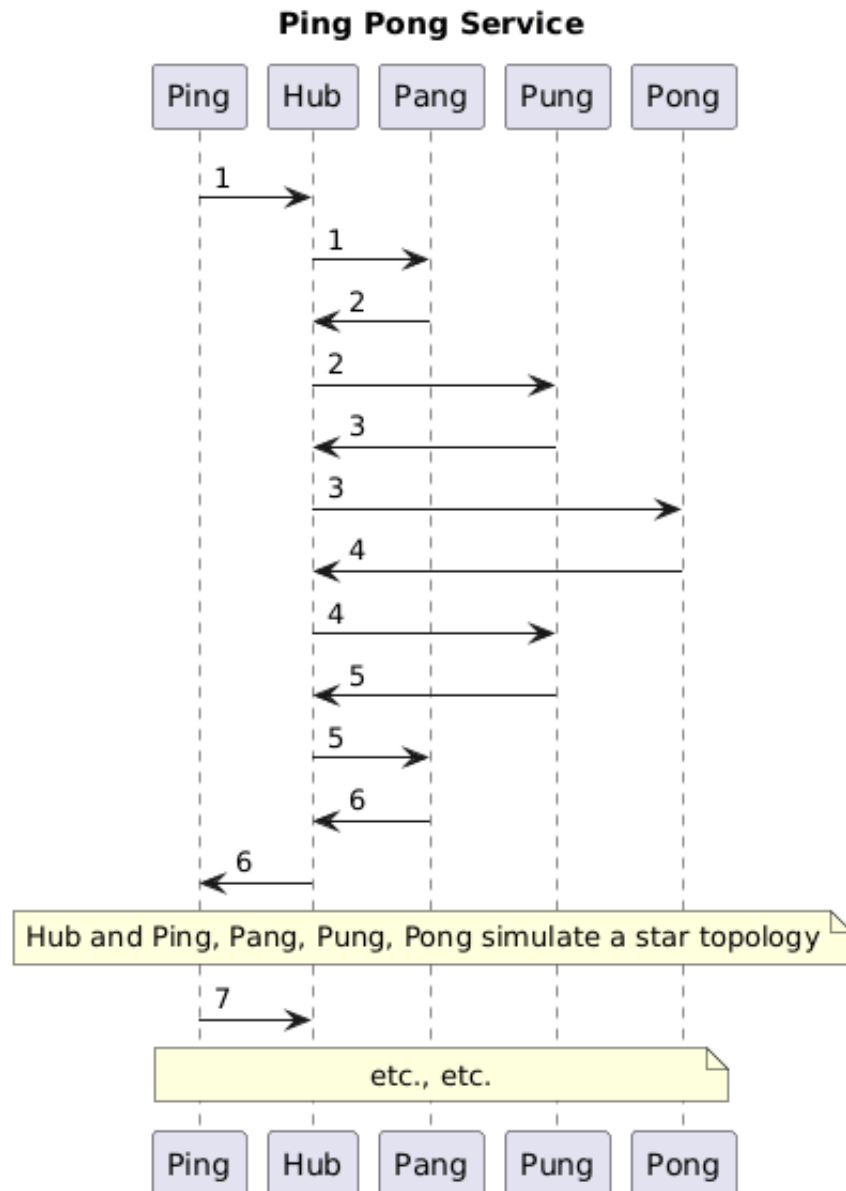 Ping Pong Service
Ping Hub Pang Pung Pong
1
1
2
2
3
3
4
4
5
5
6
6
Hub and Ping, Pang, Pung, Pong simulate a star topology
7
etc., etc.
Ping Hub Pang Pung Pong